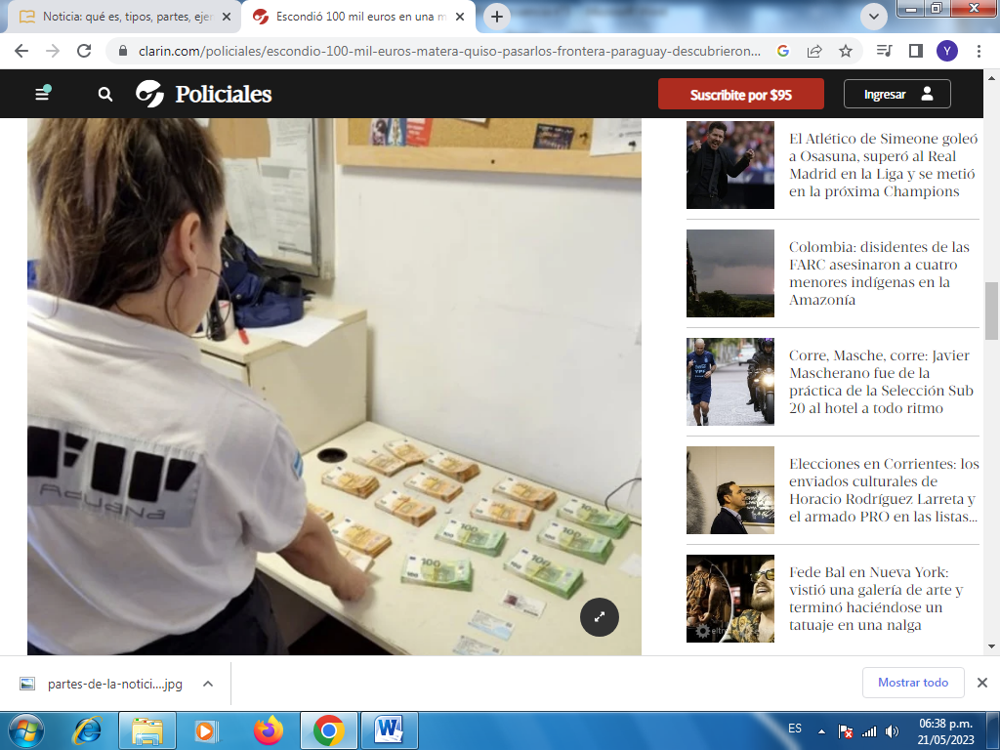 Noticia: qué es, tipos, partes, ejer
Escondió 100 mil euros en una m
clarin.com/policiales/escondio-100-mil-euros-matera-quiso-pasarlos-frontera-paraguay-descubrieron...
Y
Policiales
Suscribite por $95
Ingresar
Aduana
100
100
100
100
El Atlético de Simeone goleó
a Osasuna, superó al Real
Madrid en la Liga y se metió
en la próxima Champions
Colombia: disidentes de las
FARC asesinaron a cuatro
menores indígenas en la
Amazonía
Corre, Masche, corre: Javier
Mascherano fue de la
práctica de la Selección Sub
20 al hotel a todo ritmo
Elecciones en Corrientes: los
enviados culturales de
Horacio Rodríguez Larreta y
el armado PRO en las listas...
Fede Bal en Nueva York:
vistió una galería de arte y
terminó haciéndose un
tatuaje en una nalga
partes-de-la-notici....jpg
Mostrar todo
ES
06:38 p.m.
21/05/2023